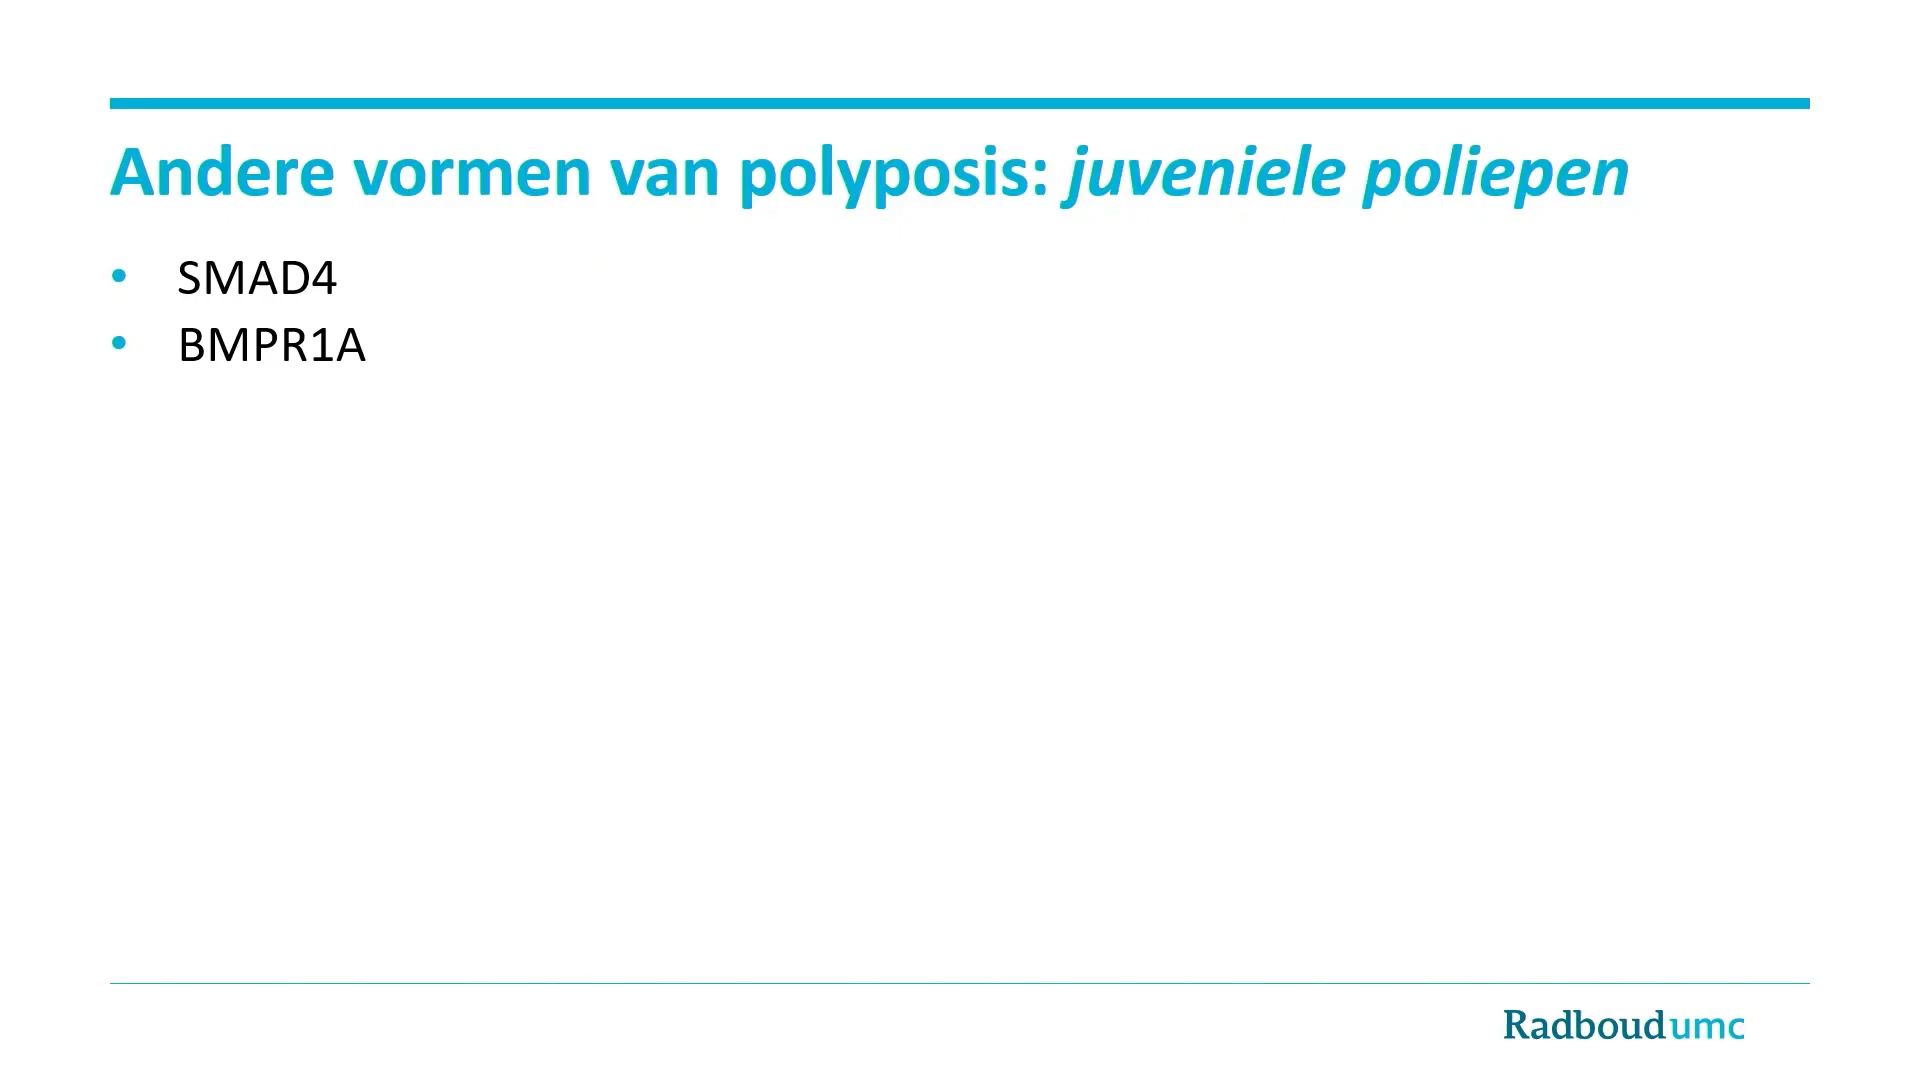 Andere vormen van polyposis: juveniele poliepen
• SMAD4
• BMPR1A
Radboudumc